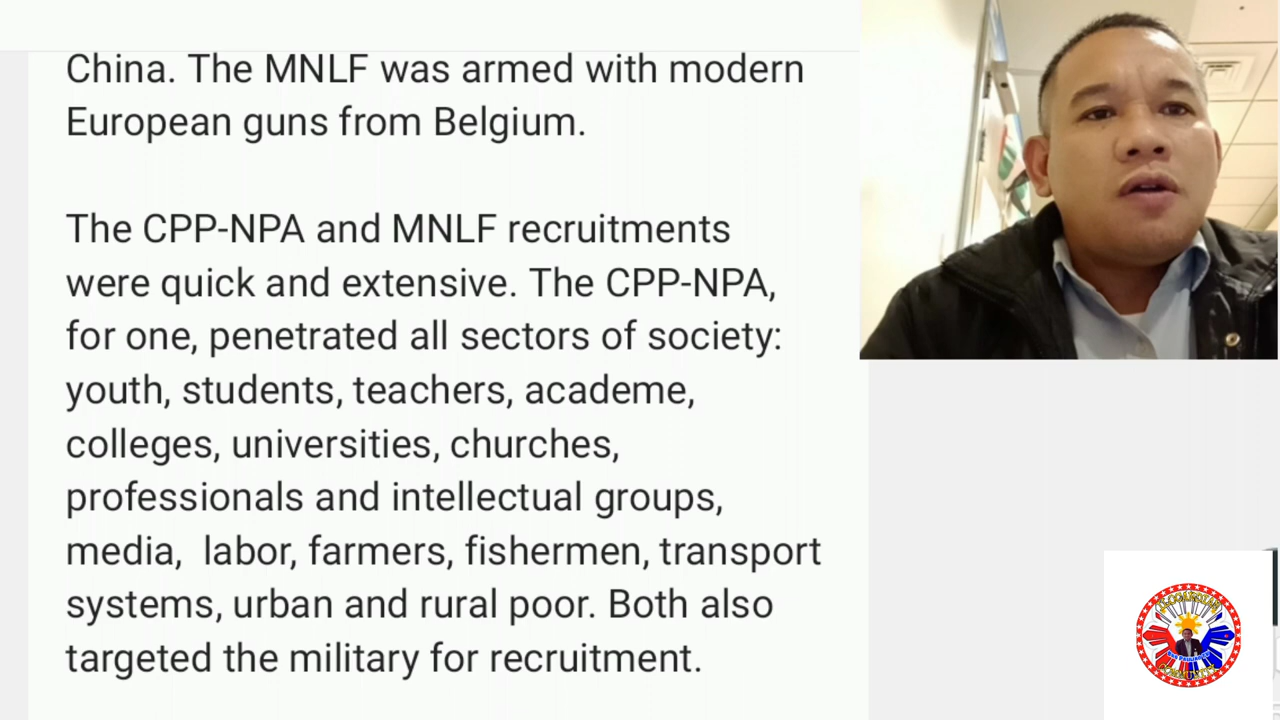 China. The MNLF was armed with modern
European guns from Belgium.
The CPP-NPA and MNLF recruitments
were quick and extensive. The CPP-NPA,
for one, penetrated all sectors of society:
youth, students, teachers, academe,
colleges, universities, churches,
professionals and intellectual groups,
media,  labor, farmers, fishermen, transport
systems, urban and rural poor. Both also
targeted the military for recruitment.